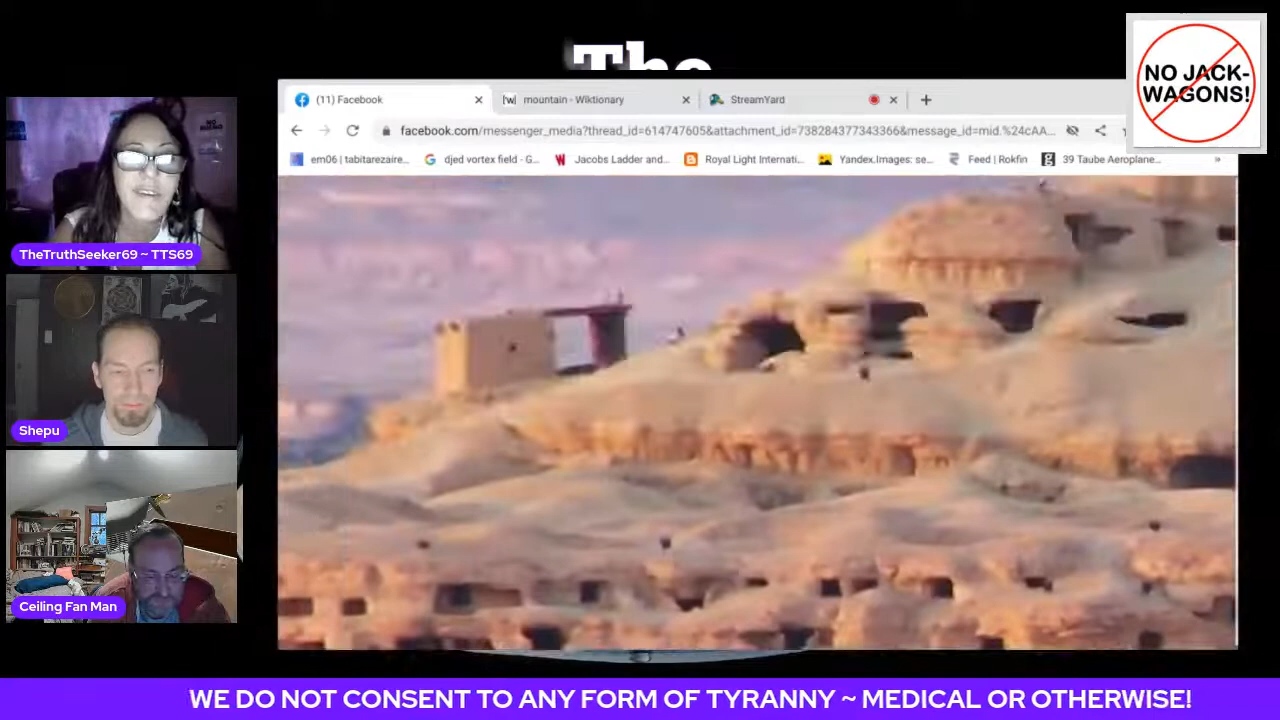 The
NO JACK-
WAGONS!
(11) Facebook
mountain - Wiktionary
StreamYard
facebook.com/messenger_media?thread_id=614747605&attachment_id=738284377343366&message_id=mid.%24cAA...
em06 | tabitarezaire...
djed vortex field - G...
Jacobs Ladder and...
Royal Light Internati...
Yandex.Images: se...
Feed | Rokfin
39 Taube Aeroplane...
»
NO
TheTruthSeeker69 ~ TTS69
Shepu
Ceiling Fan Man
WE DO NOT CONSENT TO ANY FORM OF TYRANNY ~ MEDICAL OR OTHERWISE!